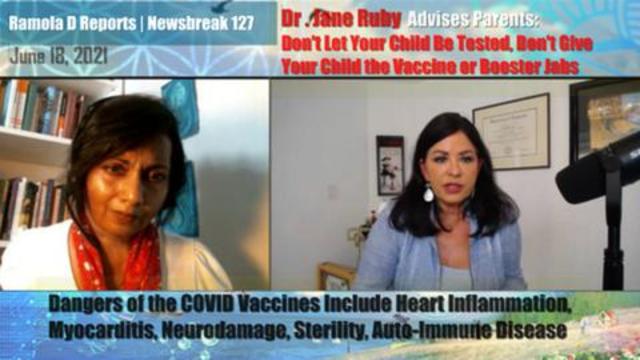 Ramola D Reports | Newsbreak 127
June 18, 2021
Dr. Jane Ruby Advises Parents:
Don't Let Your Child Be Tested, Don't Give
Your Child the Vaccine or Booster Jabs
Dangers of the COVID Vaccines Include Heart Inflammation,
Myocarditis, Neurodamage, Sterility, Auto-Immune Disease